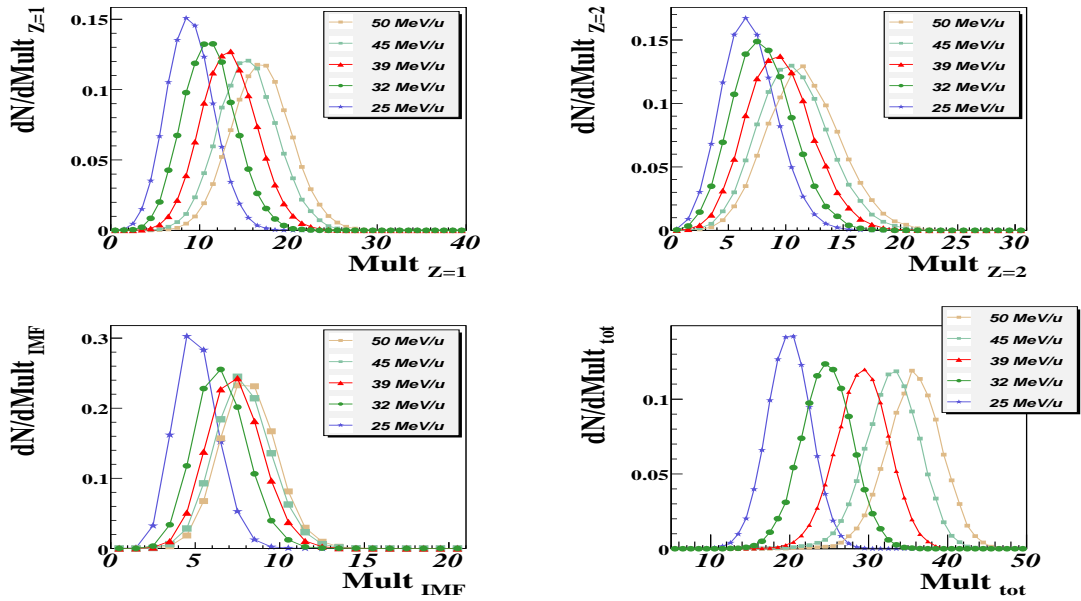 dN/dMult Z=1
0.15
0.1
0.05
0
0 10 20 30 40
Mult Z=1
50 MeV/u
45 MeV/u
39 MeV/u
32 MeV/u
25 MeV/u
dN/dMult Z=2
0.15
0.1
0.05
0
0 5 10 15 20 25 30
Mult Z=2
50 MeV/u
45 MeV/u
39 MeV/u
32 MeV/u
25 MeV/u
dN/dMult IMF
0.3
0.2
0.1
0
0 5 10 15 20
Mult IMF
50 MeV/u
45 MeV/u
39 MeV/u
32 MeV/u
25 MeV/u
dN/dMult tot
0.1
0.05
0
10 20 30 40 50
Mult tot
50 MeV/u
45 MeV/u
39 MeV/u
32 MeV/u
25 MeV/u